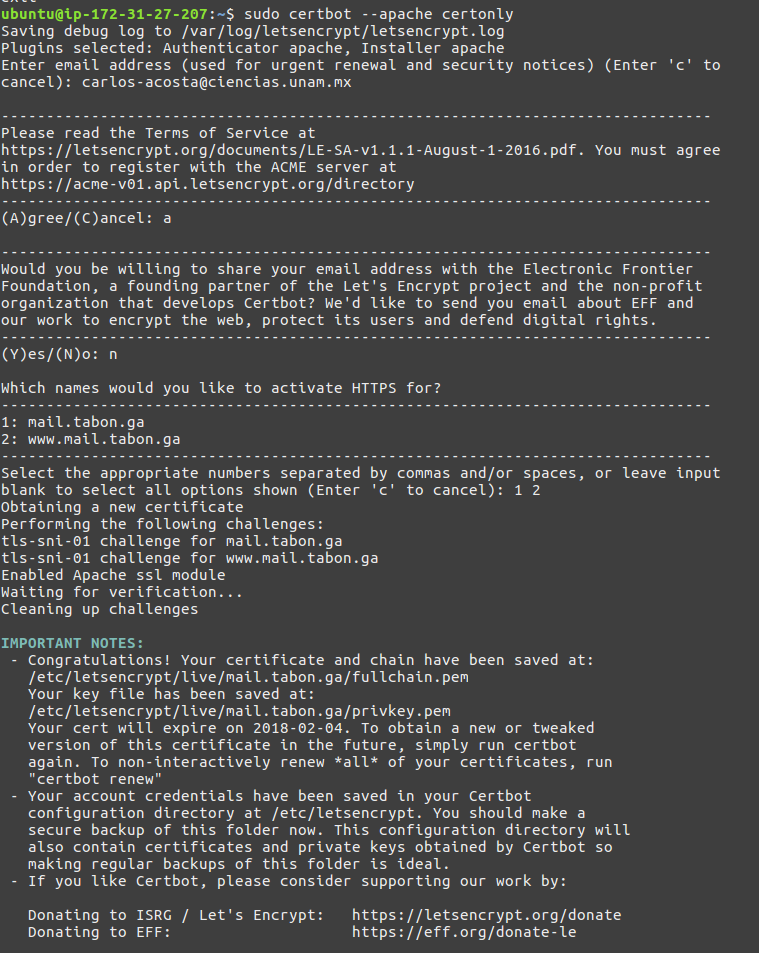 ubuntu@ip-172-31-27-207:~$ sudo certbot --apache certonly
Saving debug log to /var/log/letsencrypt/letsencrypt.log
Plugins selected: Authenticator apache, Installer apache
Enter email address (used for urgent renewal and security notices) (Enter 'c' to
cancel): carlos-acosta@ciencias.unam.mx

-------------------------------------------------------------------------------
Please read the Terms of Service at
https://letsencrypt.org/documents/LE-SA-v1.1.1-August-1-2016.pdf. You must agree
in order to register with the ACME server at
https://acme-v01.api.letsencrypt.org/directory
-------------------------------------------------------------------------------
(A)gree/(C)ancel: a

-------------------------------------------------------------------------------
Would you be willing to share your email address with the Electronic Frontier
Foundation, a founding partner of the Let's Encrypt project and the non-profit
organization that develops Certbot? We'd like to send you email about EFF and
our work to encrypt the web, protect its users and defend digital rights.
-------------------------------------------------------------------------------
(Y)es/(N)o: n

Which names would you like to activate HTTPS for?
-------------------------------------------------------------------------------
1: mail.tabon.ga
2: www.mail.tabon.ga
-------------------------------------------------------------------------------
Select the appropriate numbers separated by commas and/or spaces, or leave input
blank to select all options shown (Enter 'c' to cancel): 1 2
Obtaining a new certificate
Performing the following challenges:
tls-sni-01 challenge for mail.tabon.ga
tls-sni-01 challenge for www.mail.tabon.ga
Enabled Apache ssl module
Waiting for verification...
Cleaning up challenges

IMPORTANT NOTES:
 - Congratulations! Your certificate and chain have been saved at:
   /etc/letsencrypt/live/mail.tabon.ga/fullchain.pem
   Your key file has been saved at:
   /etc/letsencrypt/live/mail.tabon.ga/privkey.pem
   Your cert will expire on 2018-02-04. To obtain a new or tweaked
   version of this certificate in the future, simply run certbot
   again. To non-interactively renew *all* of your certificates, run
   "certbot renew"
 - Your account credentials have been saved in your Certbot
   configuration directory at /etc/letsencrypt. You should make a
   secure backup of this folder now. This configuration directory will
   also contain certificates and private keys obtained by Certbot so
   making regular backups of this folder is ideal.
 - If you like Certbot, please consider supporting our work by:

   Donating to ISRG / Let's Encrypt:   https://letsencrypt.org/donate
   Donating to EFF:                    https://eff.org/donate-le